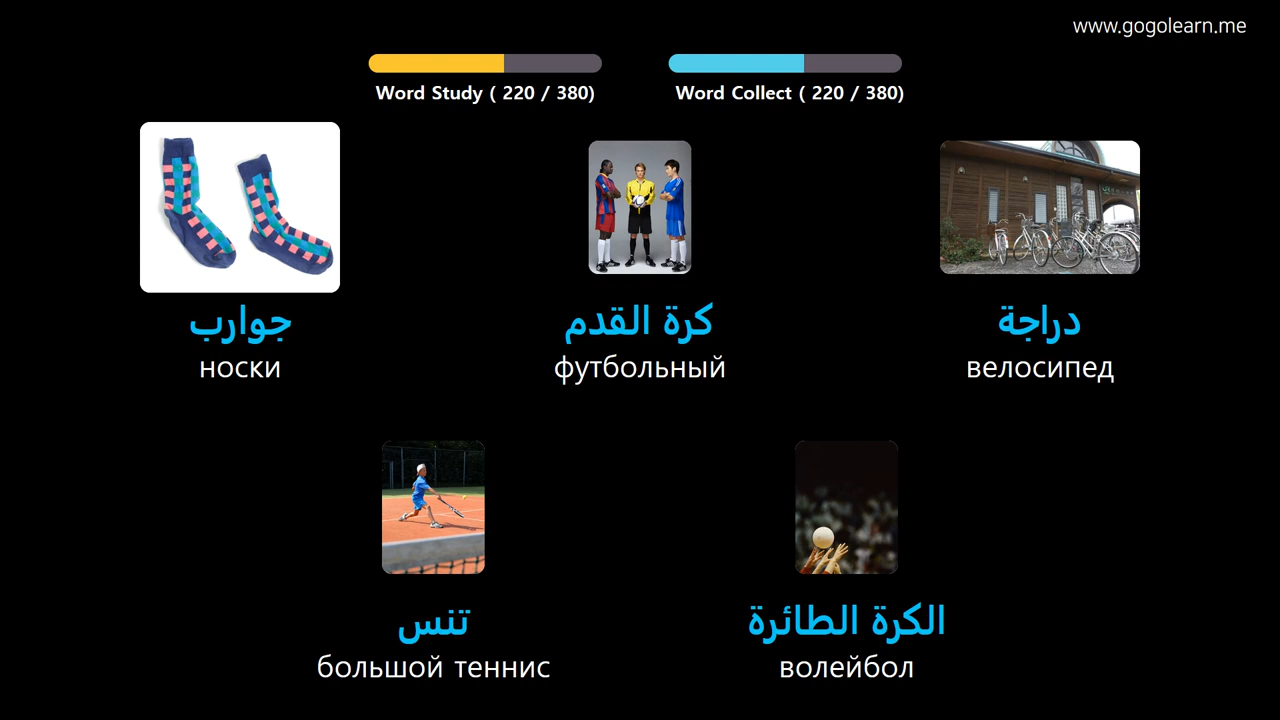 www.gogolearn.me
Word Study ( 220 / 380)
Word Collect ( 220 / 380)
جوارب
носки
كرة القدم
футбольный
دراجة
велосипед
تنس
большой теннис
الكرة الطائرة
волейбол